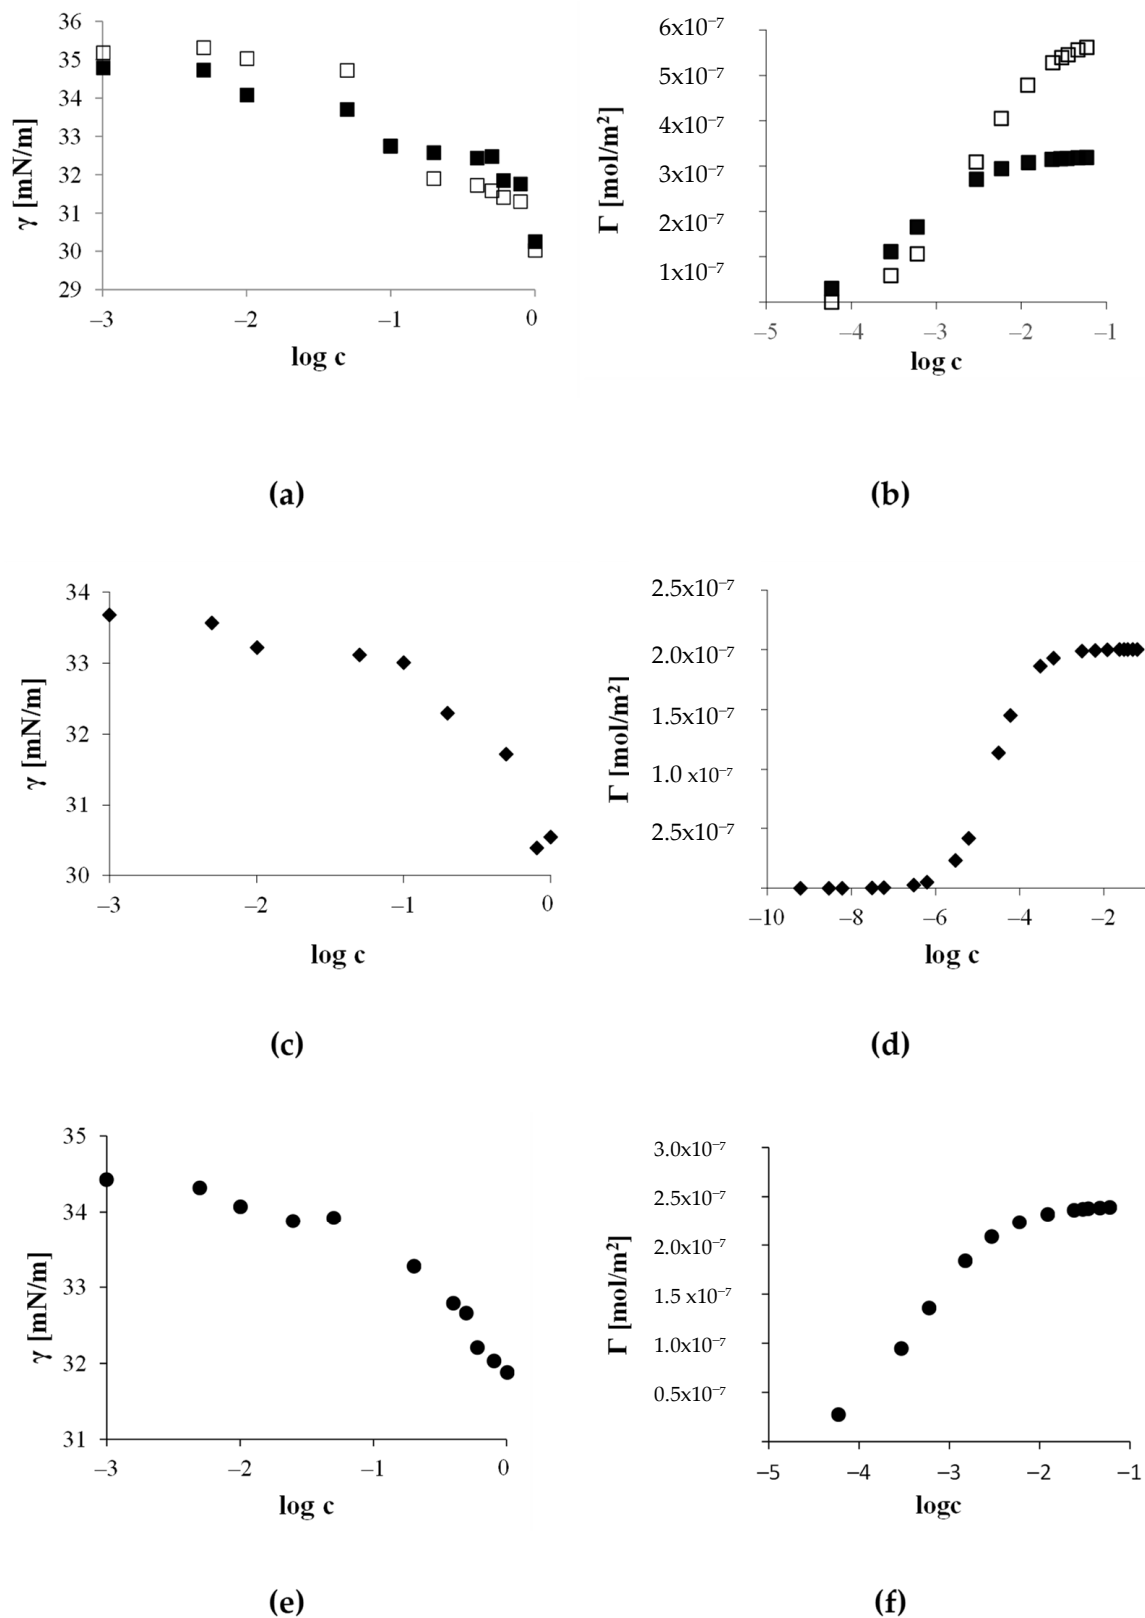 36
35
34
33
32
31
30
29
γ [mN/m]
–3 –2 –1 0
log c
(a)
6x10⁻⁷
5x10⁻⁷
4x10⁻⁷
3x10⁻⁷
2x10⁻⁷
1x10⁻⁷
Γ [mol/m²]
–5 –4 –3 –2 –1
log c
(b)
34
33
32
31
30
γ [mN/m]
–3 –2 –1 0
log c
(c)
2.5x10⁻⁷
2.0x10⁻⁷
1.5x10⁻⁷
1.0 x10⁻⁷
2.5x10⁻⁷
Γ [mol/m²]
–10 –8 –6 –4 –2
log c
(d)
35
34
33
32
31
γ [mN/m]
–3 –2 –1 0
log c
(e)
3.0x10⁻⁷
2.5x10⁻⁷
2.0x10⁻⁷
1.5 x10⁻⁷
1.0x10⁻⁷
0.5x10⁻⁷
Γ [mol/m²]
–5 –4 –3 –2 –1
logc
(f)